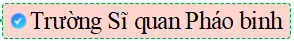 Trường Sĩ quan Pháo binh